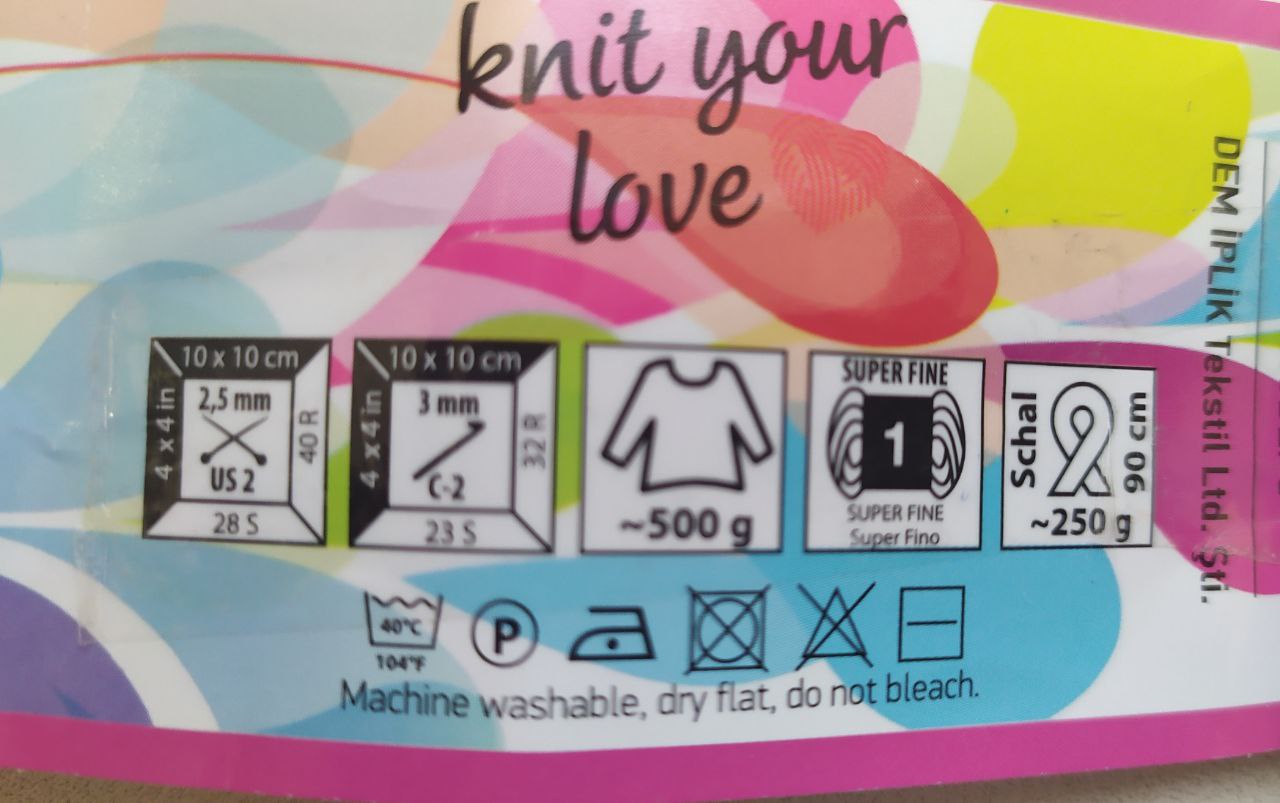 knit your
love
10 x 10 cm
4 x 4 in
2,5 mm
US 2
40 R
28 S
10 x 10 cm
4 x 4 in
3 mm
C-2
32 R
23 S
~500 g
SUPER FINE
1
SUPER FINE
Super Fino
Schal
90 cm
~250 g
40°C
104°F
P
Machine washable, dry flat, do not bleach.
DEM İPLİK Tekstil Ltd. Şti.